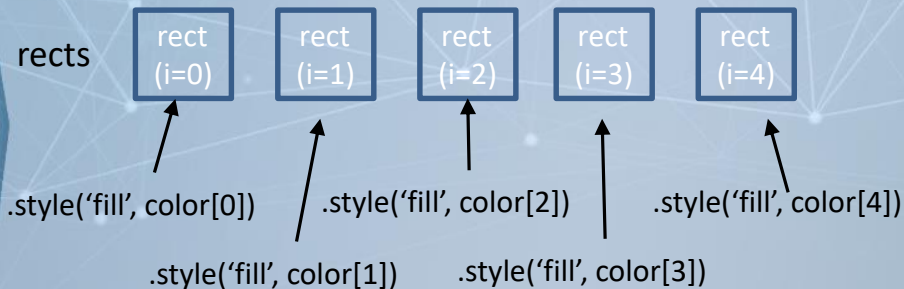 rects
rect
(i=0)
rect
(i=1)
rect
(i=2)
rect
(i=3)
rect
(i=4)
.style(‘fill’, color[0])
.style(‘fill’, color[2])
.style(‘fill’, color[4])
.style(‘fill’, color[1])
.style(‘fill’, color[3])